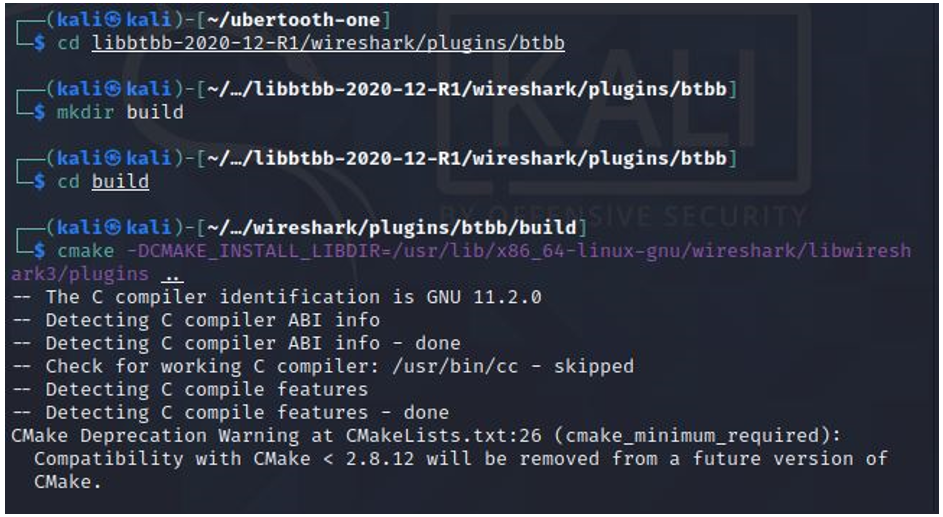 ┌──(kali㉿kali)-[~/ubertooth-one]
└─$ cd libbtbb-2020-12-R1/wireshark/plugins/btbb
┌──(kali㉿kali)-[~/…/libbtbb-2020-12-R1/wireshark/plugins/btbb]
└─$ mkdir build
┌──(kali㉿kali)-[~/…/libbtbb-2020-12-R1/wireshark/plugins/btbb]
└─$ cd build
┌──(kali㉿kali)-[~/…/wireshark/plugins/btbb/build]
└─$ cmake -DCMAKE_INSTALL_LIBDIR=/usr/lib/x86_64-linux-gnu/wireshark/libwiresh
ark3/plugins ..
-- The C compiler identification is GNU 11.2.0
-- Detecting C compiler ABI info
-- Detecting C compiler ABI info - done
-- Check for working C compiler: /usr/bin/cc - skipped
-- Detecting C compile features
-- Detecting C compile features - done
CMake Deprecation Warning at CMakeLists.txt:26 (cmake_minimum_required):
  Compatibility with CMake < 2.8.12 will be removed from a future version of
  CMake.
KALI
BY OFFENSIVE SECURITY